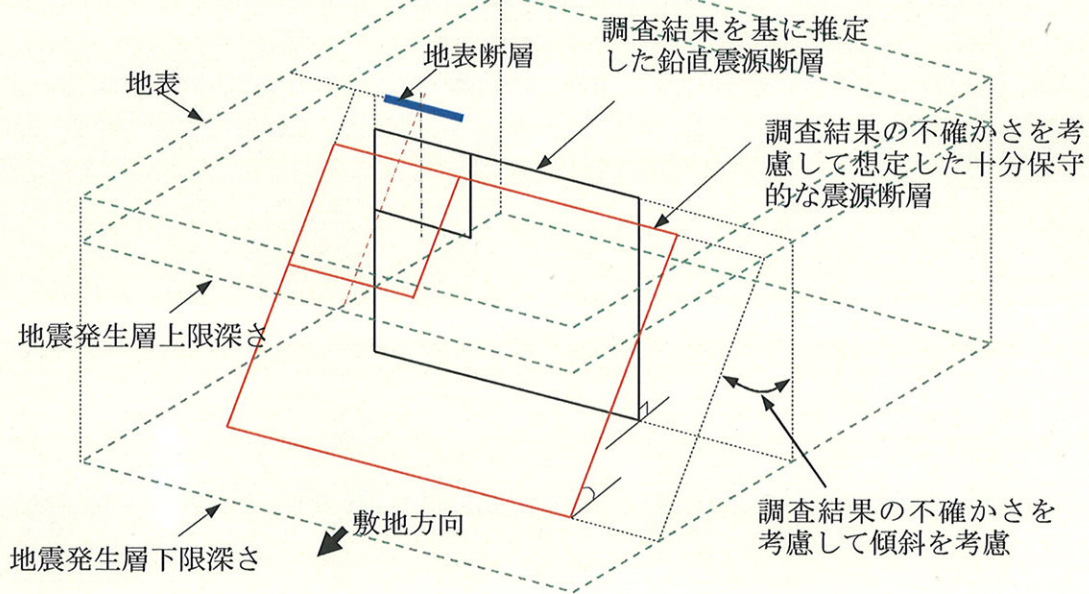 調査結果を基に推定
した鉛直震源断層
地表断層
地表
調査結果の不確かさを考
慮して想定した十分保守
的な震源断層
地震発生層上限深さ
調査結果の不確かさを
考慮して傾斜を考慮
敷地方向
地震発生層下限深さ